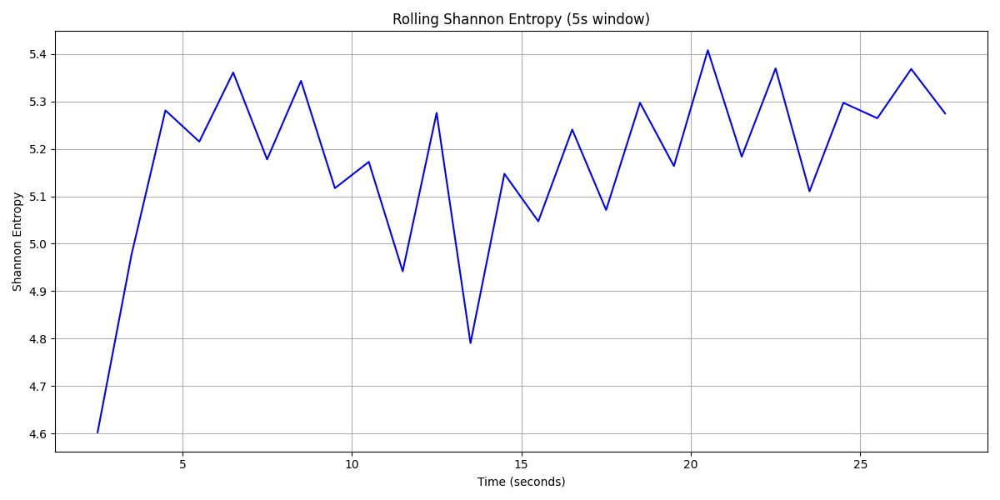 Rolling Shannon Entropy (5s window)
Shannon Entropy
5.4
5.3
5.2
5.1
5.0
4.9
4.8
4.7
4.6
5 10 15 20 25
Time (seconds)